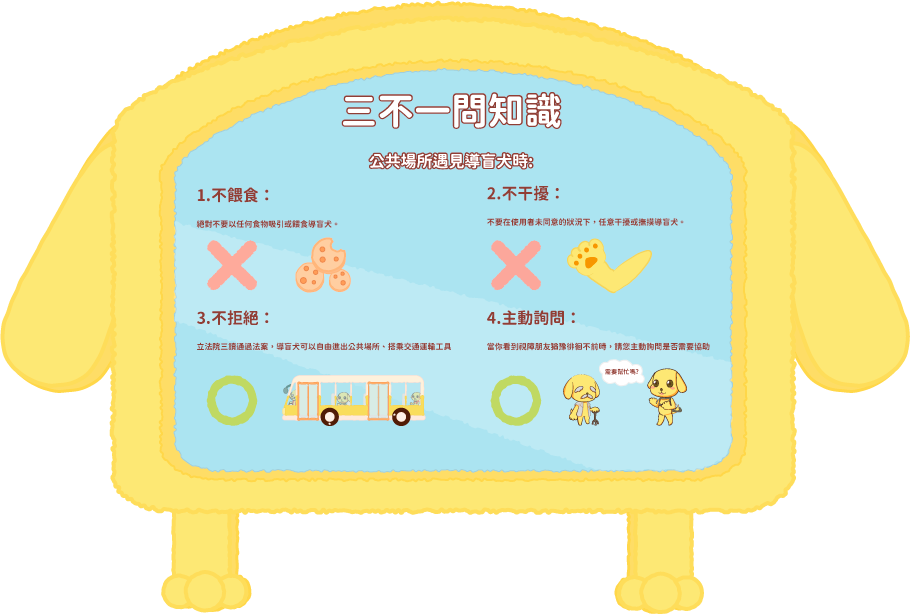 三不一問知識
公共場所遇見導盲犬時:
1.不餵食：
絕對不要以任何食物吸引或餵食導盲犬。
2.不干擾：
不要在使用者未同意的狀況下，任意干擾或撫摸導盲犬。
3.不拒絕：
立法院三讀通過法案，導盲犬可以自由進出公共場所、搭乘交通運輸工具
4.主動詢問：
當你看到視障朋友猶豫徘徊不前時，請您主動詢問是否需要協助
需要幫忙嗎?